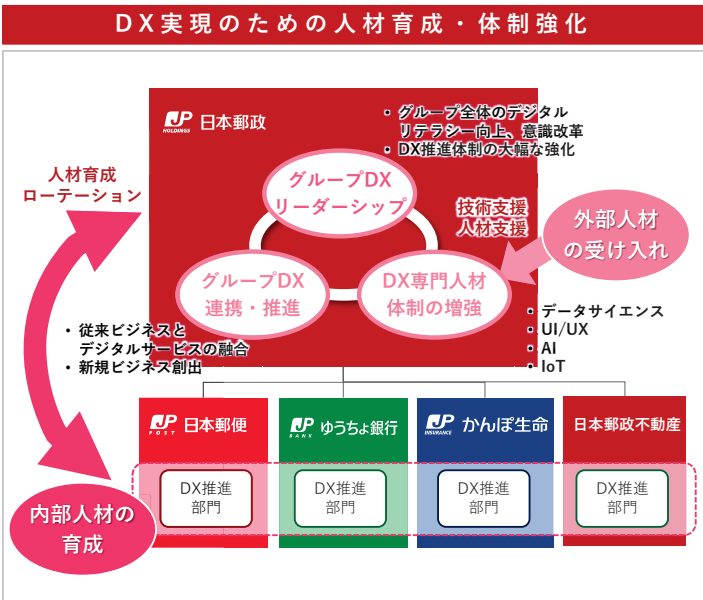 DX実現のための人材育成・体制強化
JP
HOLDINGS
日本郵政
・ グループ全体のデジタル
リテラシー向上、意識改革
・ DX推進体制の大幅な強化
人材育成
ローテーション
グループDX
リーダーシップ
技術支援
人材支援
外部人材
の受け入れ
グループDX
連携・推進
DX専門人材
体制の増強
・ 従来ビジネスと
デジタルサービスの融合
・ 新規ビジネス創出
・ データサイエンス
・ UI/UX
・ AI
・ IoT
JP
POST
日本郵便
JP
BANK
ゆうちょ銀行
JP
INSURANCE
かんぽ生命
日本郵政不動産
DX推進
部門
DX推進
部門
DX推進
部門
DX推進
部門
内部人材の
育成